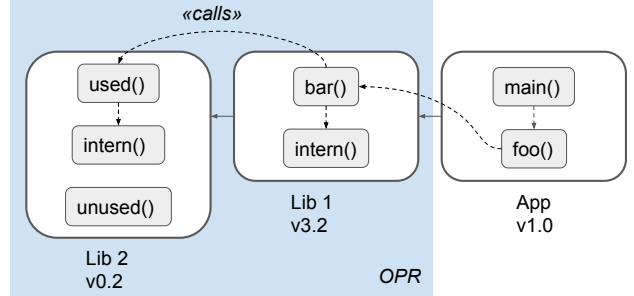 «calls»
used()
bar()
main()
intern()
intern()
foo()
unused()
Lib 1
v3.2
App
v1.0
Lib 2
v0.2
OPR